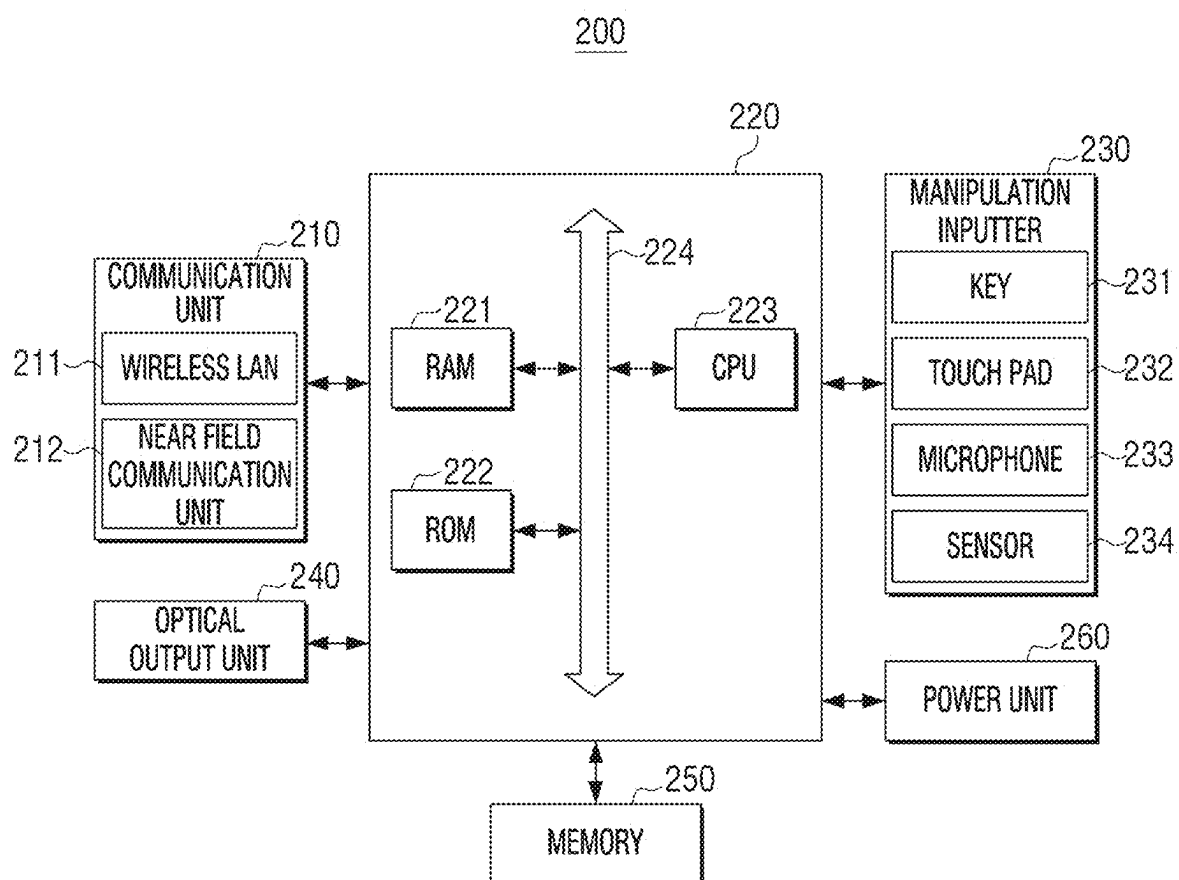 200
220
230
MANIPULATION
INPUTTER
210
COMMUNICATION
UNIT
224
KEY
231
221
223
211
WIRELESS LAN
RAM
CPU
TOUCH PAD
232
212
NEAR FIELD
COMMUNICATION
UNIT
MICROPHONE
233
222
ROM
SENSOR
234
240
OPTICAL
OUTPUT UNIT
260
POWER UNIT
250
MEMORY